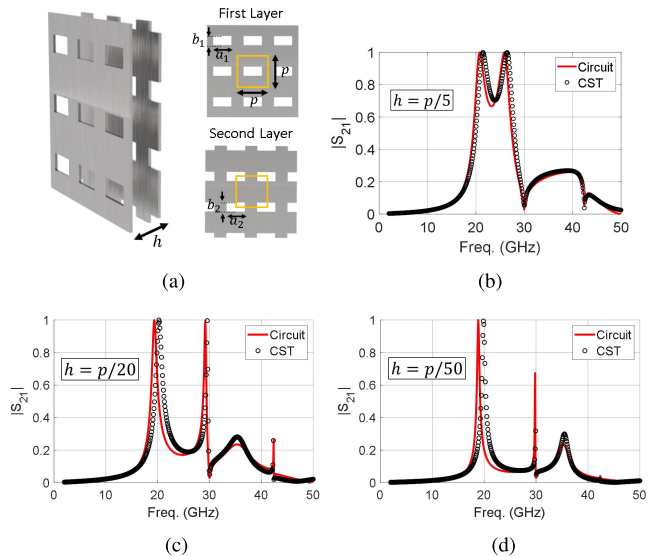 First Layer
b1
a1
p
p
Second Layer
b2
a2
h
(a)
|S21|
1
0.8
0.6
0.4
0.2
0
0 10 20 30 40 50
Freq. (GHz)
h = p/5
Circuit
CST
(b)
|S21|
1
0.8
0.6
0.4
0.2
0
0 10 20 30 40 50
Freq. (GHz)
h = p/20
Circuit
CST
(c)
|S21|
1
0.8
0.6
0.4
0.2
0
0 10 20 30 40 50
Freq. (GHz)
h = p/50
Circuit
CST
(d)